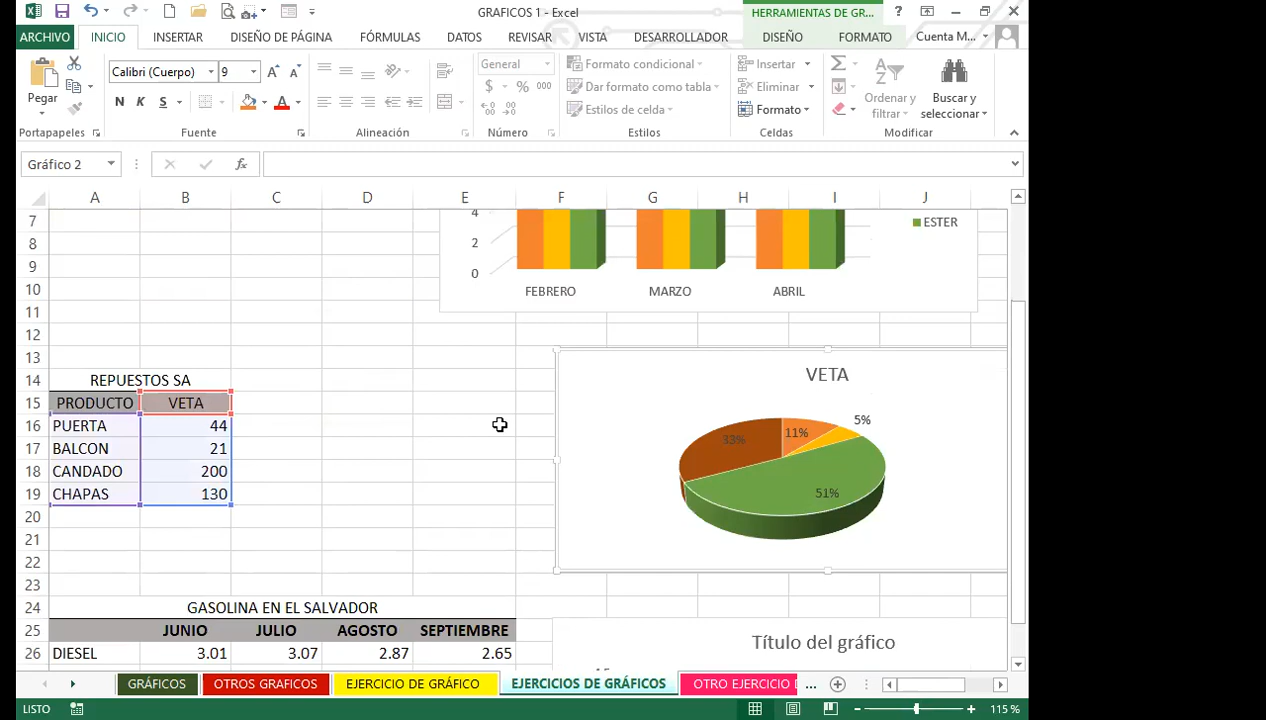 GRAFICOS 1 - Excel
HERRAMIENTAS DE GR...
?
ARCHIVO INICIO INSERTAR DISEÑO DE PÁGINA FÓRMULAS DATOS REVISAR VISTA DESARROLLADOR DISEÑO FORMATO Cuenta M...
Pegar
Calibri (Cuerpo) 9 A A
N K S A
General
$ % 000
Formato condicional
Dar formato como tabla
Estilos de celda
Insertar
Eliminar
Formato
Ordenar y filtrar
Buscar y seleccionar
Portapapeles Fuente Alineación Número Estilos Celdas Modificar
Gráfico 2 fx
A B C D E F G H I J
7 4 ESTER
8 2
9 0
10 FEBRERO MARZO ABRIL
11
12
13
14 REPUESTOS SA VETA
15 PRODUCTO VETA
16 PUERTA 44 33% 11% 5%
17 BALCON 21
18 CANDADO 200
19 CHAPAS 130 51%
20
21
22
23
24 GASOLINA EN EL SALVADOR
25 JUNIO JULIO AGOSTO SEPTIEMBRE Título del gráfico
26 DIESEL 3.01 3.07 2.87 2.65
GRÁFICOS OTROS GRAFICOS EJERCICIO DE GRÁFICO EJERCICIOS DE GRÁFICOS OTRO EJERCICIO ...
LISTO 115 %